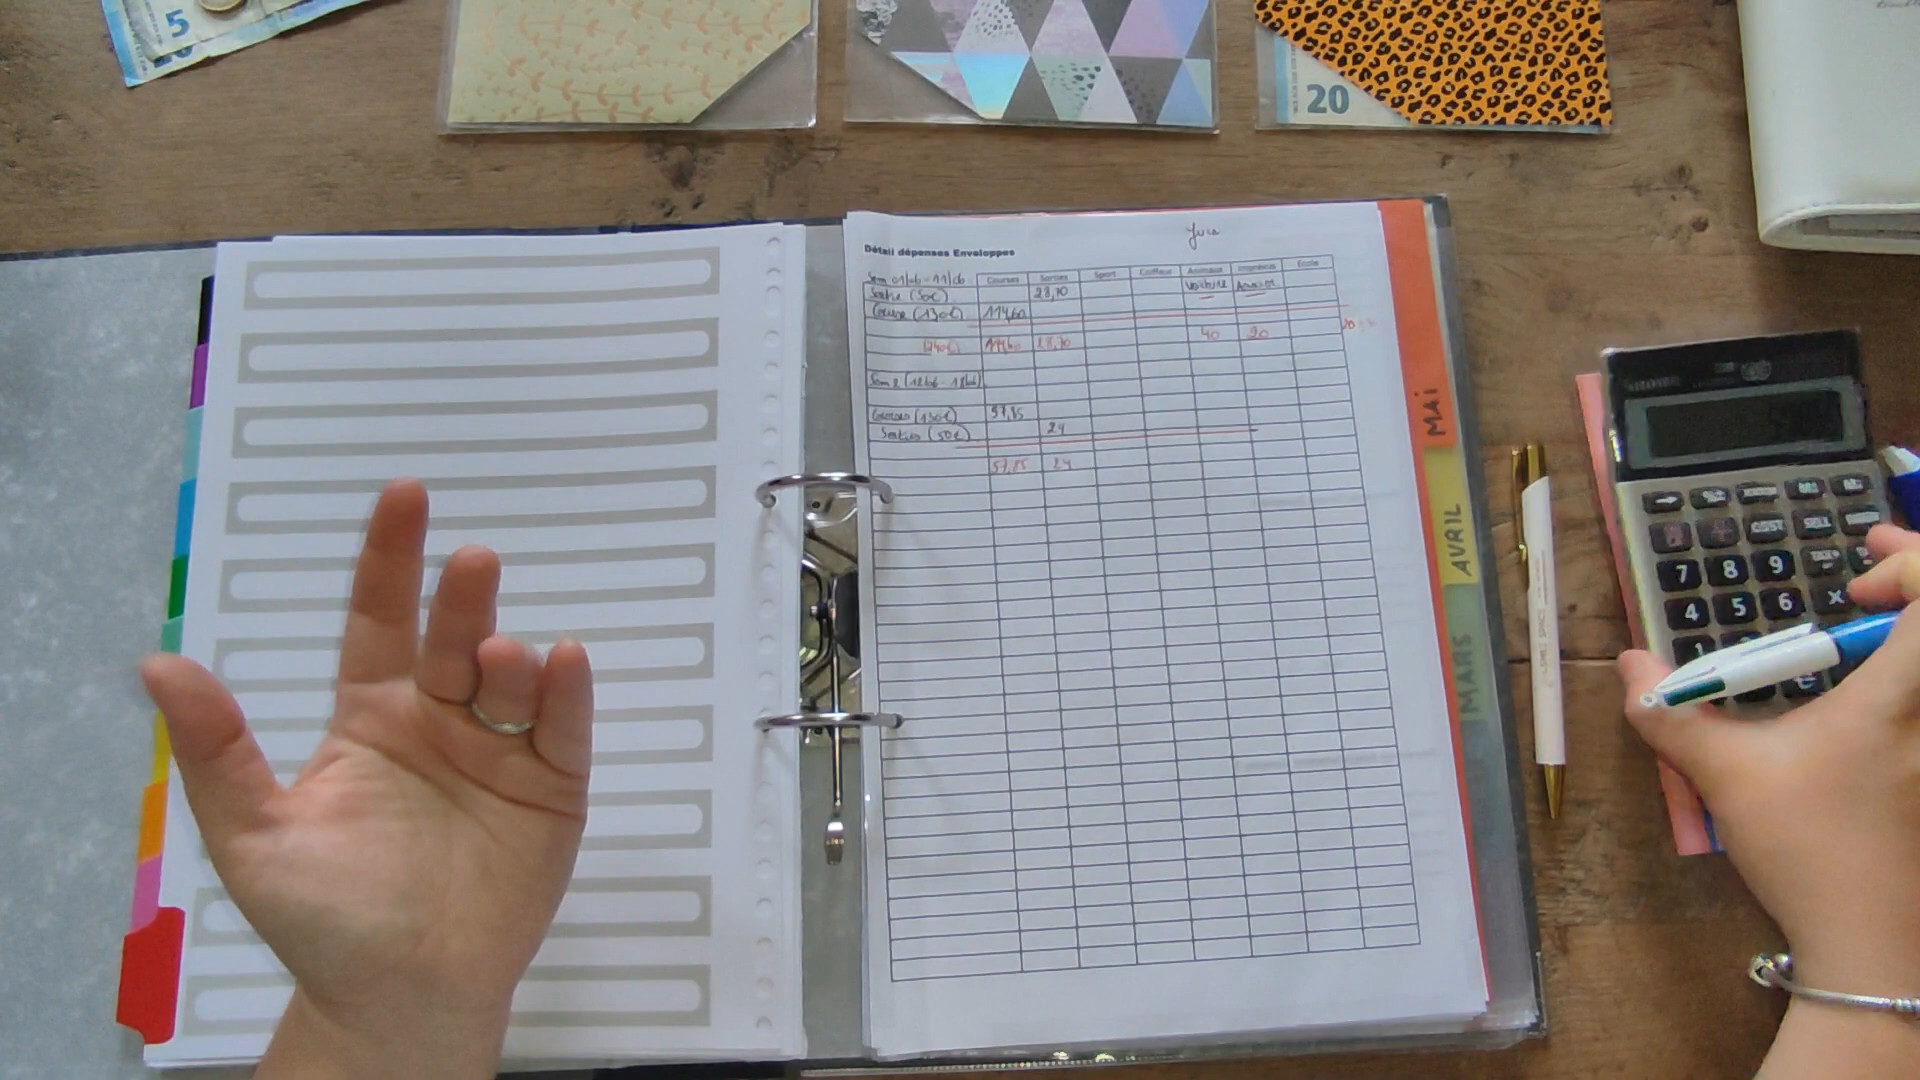 5
20
Juin
Détail dépenses Enveloppes
Sem 01/06 - 11/06 Courses Sorties Sport Coiffeur Animaux Imprévus Ecole
Sortie (50€) 28,70 Voiture
Course (130€) 114,60
(240€) 114,60 28,70 40 20
Sem 2 (12/06 - 18/06)
Courses (130€) 57,85
Sorties (50€) 24
57,85 24
MAI
AVRIL
MARS
COST SELL
7 8 9
4 5 6 X
1